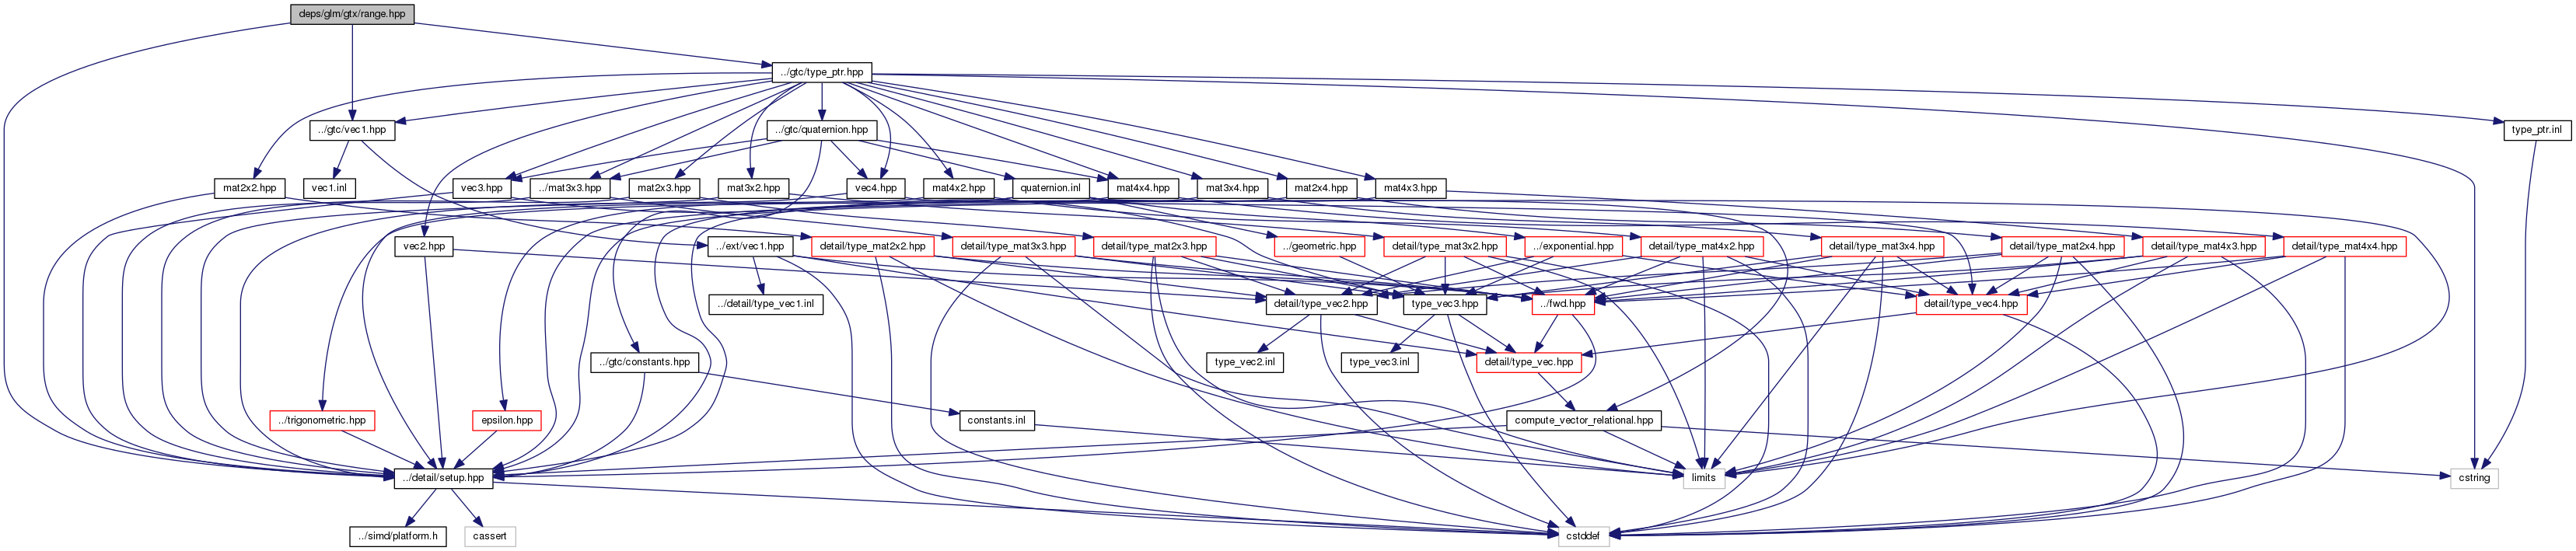 deps/glm/gtx/range.hpp
../gtc/type_ptr.hpp
../gtc/vec1.hpp
../gtc/quaternion.hpp
type_ptr.inl
mat2x2.hpp
vec1.inl
vec3.hpp
../mat3x3.hpp
mat2x3.hpp
mat3x2.hpp
vec4.hpp
mat4x2.hpp
quaternion.inl
mat4x4.hpp
mat3x4.hpp
mat2x4.hpp
mat4x3.hpp
vec2.hpp
../ext/vec1.hpp
detail/type_mat2x2.hpp
detail/type_mat3x3.hpp
detail/type_mat2x3.hpp
../geometric.hpp
detail/type_mat3x2.hpp
../exponential.hpp
detail/type_mat4x2.hpp
detail/type_mat3x4.hpp
detail/type_mat2x4.hpp
detail/type_mat4x3.hpp
detail/type_mat4x4.hpp
../detail/type_vec1.inl
detail/type_vec2.hpp
type_vec3.hpp
.../fwd.hpp
detail/type_vec4.hpp
../gtc/constants.hpp
type_vec2.inl
type_vec3.inl
detail/type_vec.hpp
../trigonometric.hpp
epsilon.hpp
constants.inl
compute_vector_relational.hpp
../detail/setup.hpp
limits
cstring
../simd/platform.h
cassert
cstddef